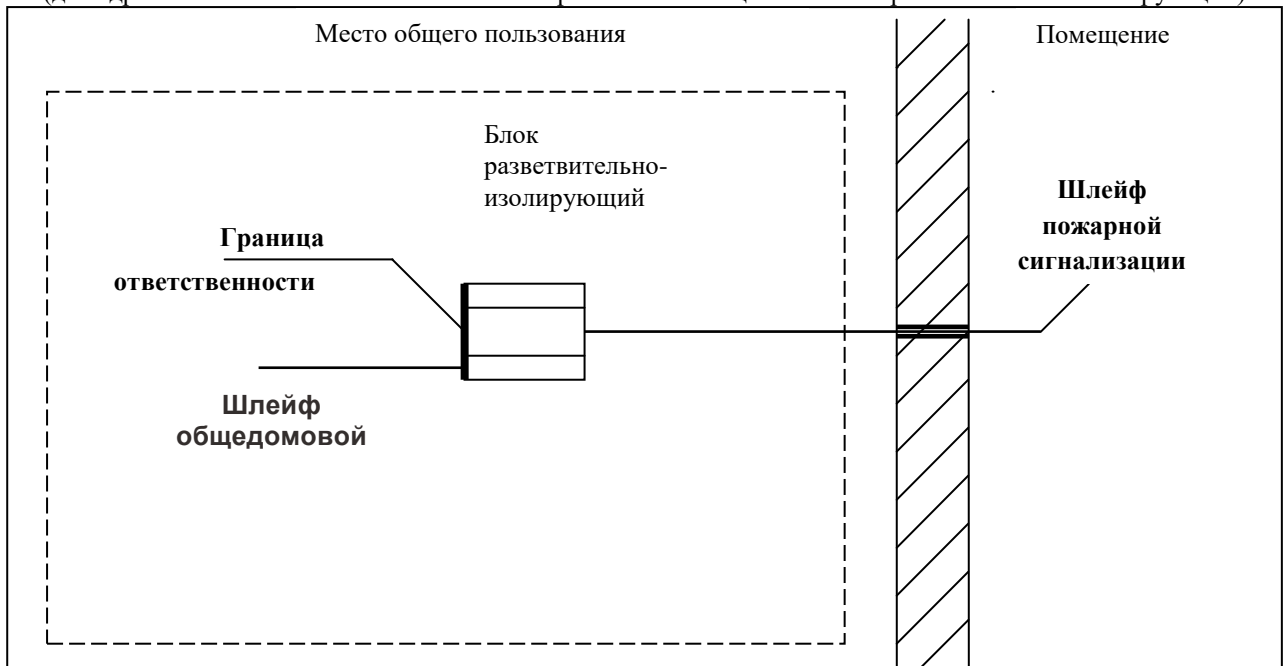 Место общего пользования
Помещение
Блок
разветвительно-
изолирующий
Шлейф
пожарной
сигнализации
Граница
ответственности
Шлейф
общедомовой